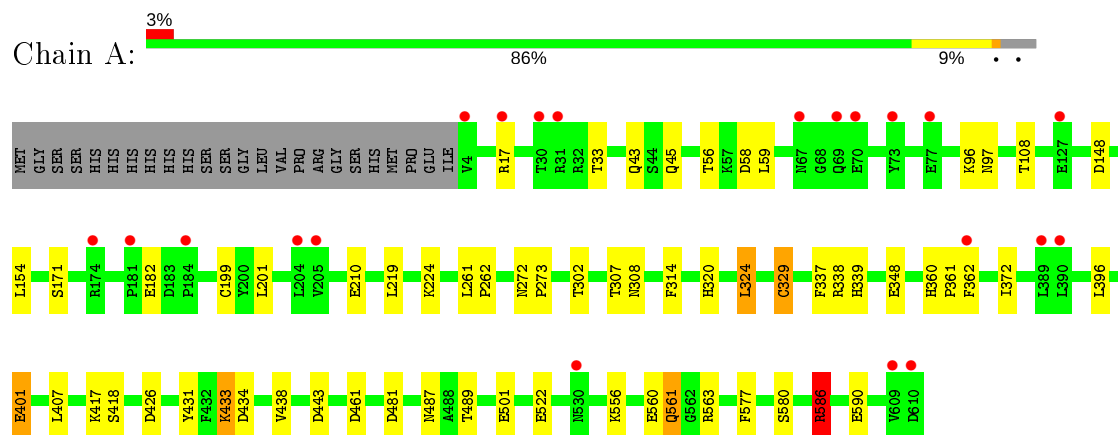 3%
Chain A:
86% 9% • •
MET GLY SER SER HIS HIS HIS HIS HIS HIS SER SER GLY LEU VAL PRO ARG GLY SER HIS MET PRO GLU ILE V4 R17 T30 R31 R32 T33 Q43 S44 Q45 T56 K57 D58 L59 N67 G68 Q69 E70 Y73 E77 K96 N97 T108 E127 D148
L154 S171 R174 P181 E182 D183 P184 C199 Y200 L201 L204 V205 E210 L219 K224 L261 P262 N272 P273 T302 T307 N308 F314 H320 L324 C329 F337 R338 H339 E348 H360 P361 F362 I372 L389 L390 L396
E401 L407 K417 S418 D426 Y431 F432 K433 D434 V438 D443 D461 D481 N487 A488 T489 E501 E522 N530 K556 E560 Q561 G562 R563 F577 S580 R586 E590 V609 D610